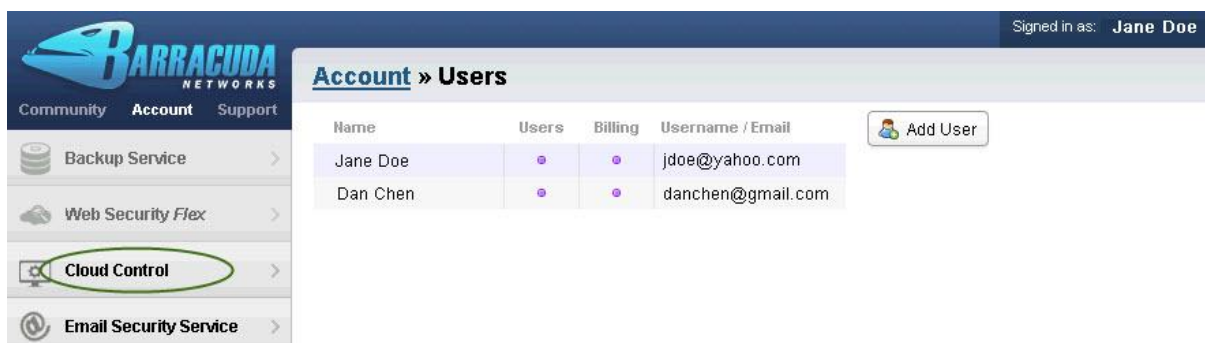 Signed in as: Jane Doe
BARRACUDA
NETWORKS
Community Account Support
Account » Users
Name Users Billing Username / Email
Jane Doe jdoe@yahoo.com
Dan Chen danchen@gmail.com
Add User
Backup Service
Web Security Flex
Cloud Control
Email Security Service